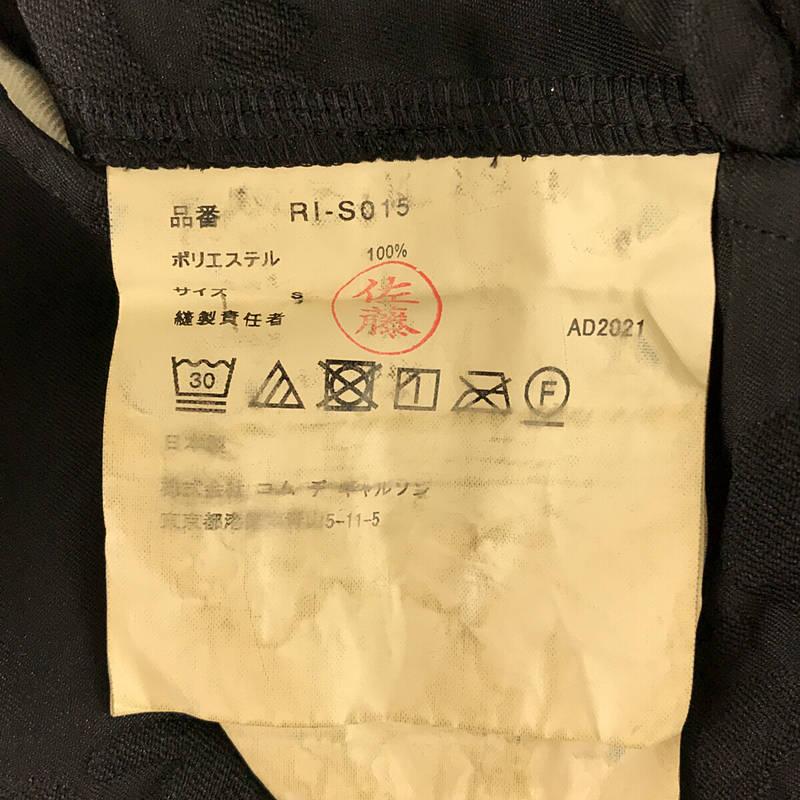 品番 RI-S015
ポリエステル 100%
サイズ S
縫製責任者 佐藤
AD2021
30 F
日本製
株式会社 コム デ ギャルソン
東京都港区南青山5-11-5